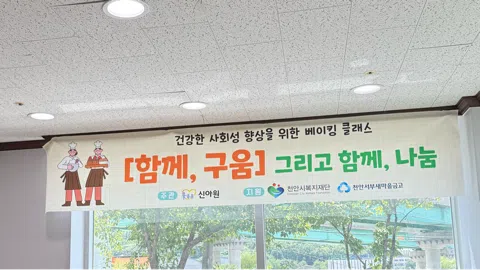 건강한 사회성 향상을 위한 베이킹 클래스
[함께, 구움] 그리고 함께, 나눔
주관 신아원 지원 천안시복지재단 천안서부새마을금고